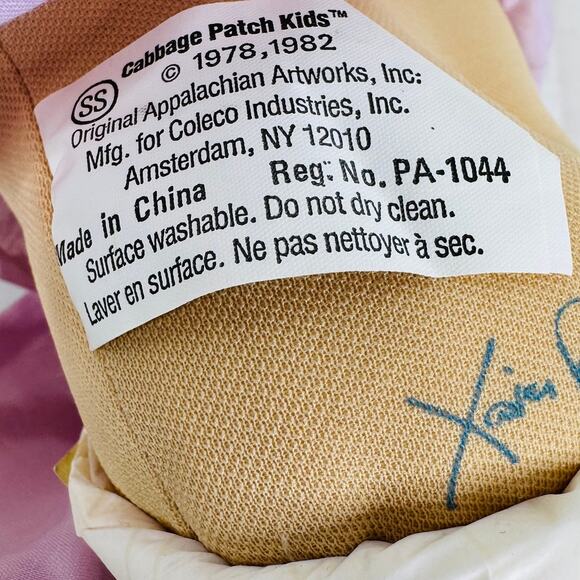 Cabbage Patch Kids™
SS © 1978,1982
Original Appalachian Artworks, Inc:
Mfg. for Coleco Industries, Inc.
Amsterdam, NY 12010
Made in China Reg. No. PA-1044
Surface washable. Do not dry clean.
Laver en surface. Ne pas nettoyer à sec.
Xavier